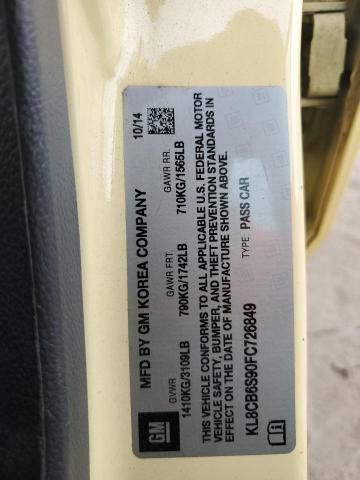 10/14
MFD BY GM KOREA COMPANY
GVWR GAWR FRT. GAWR RR.
1410KG/3109LB 790KG/1742LB 710KG/1565LB
THIS VEHICLE CONFORMS TO ALL APPLICABLE U.S. FEDERAL MOTOR
VEHICLE SAFETY, BUMPER, AND THEFT PREVENTION STANDARDS IN
EFFECT ON THE DATE OF MANUFACTURE SHOWN ABOVE.
TYPE: PASS CAR
KL8CB6S90FC726849
GM